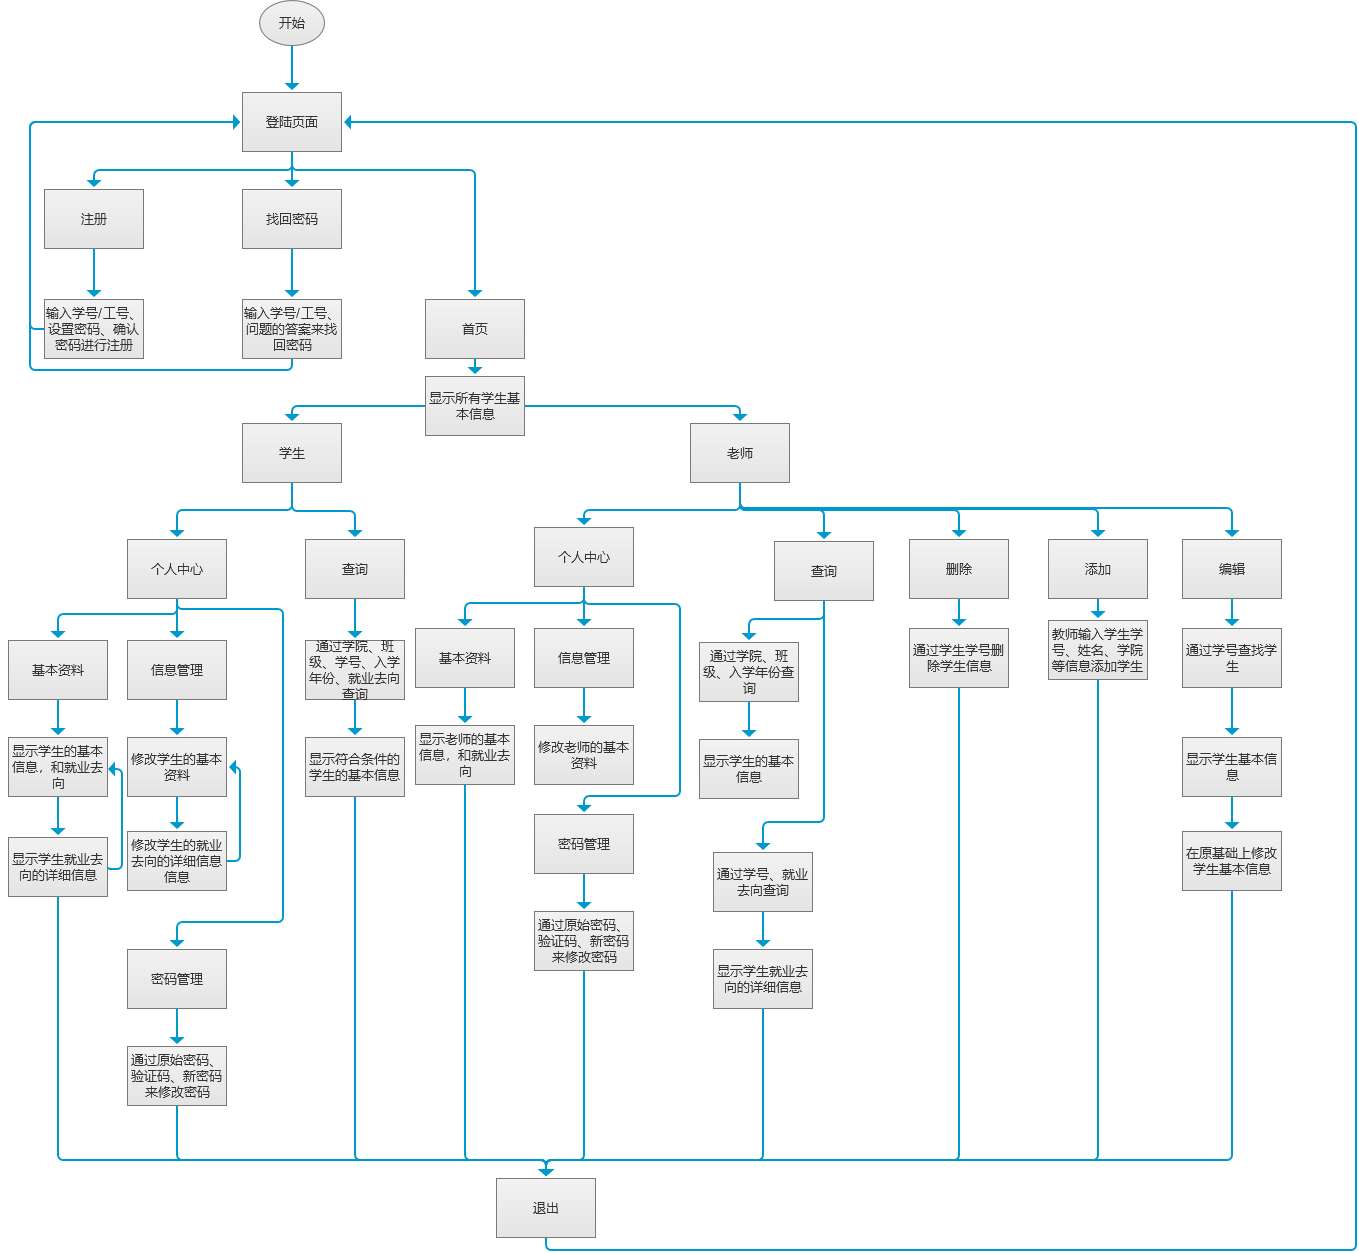 开始
登陆页面
注册
找回密码
输入学号/工号、
设置密码、确认
密码进行注册
输入学号/工号、
问题的答案来找
回密码
首页
显示所有学生基
本信息
学生
老师
个人中心
查询
个人中心
查询
删除
添加
编辑
基本资料
信息管理
通过学院、班
级、学号、入学
年份、就业去向
查询
基本资料
信息管理
通过学院、班
级、入学年份查
询
通过学生学号删
除学生信息
教师输入学生学
号、姓名、学院
等信息添加学生
通过学号查找学
生
显示学生的基本
信息，和就业去
向
修改学生的基本
资料
显示符合条件的
学生的基本信息
显示老师的基本
信息，和就业去
向
修改老师的基本
资料
显示学生的基本
信息
显示学生基本信
息
显示学生就业去
向的详细信息
修改学生的就业
去向的详细信息
信息
密码管理
通过学号、就业
去向查询
在原基础上修改
学生基本信息
密码管理
通过原始密码、
验证码、新密码
来修改密码
显示学生就业去
向的详细信息
通过原始密码、
验证码、新密码
来修改密码
退出